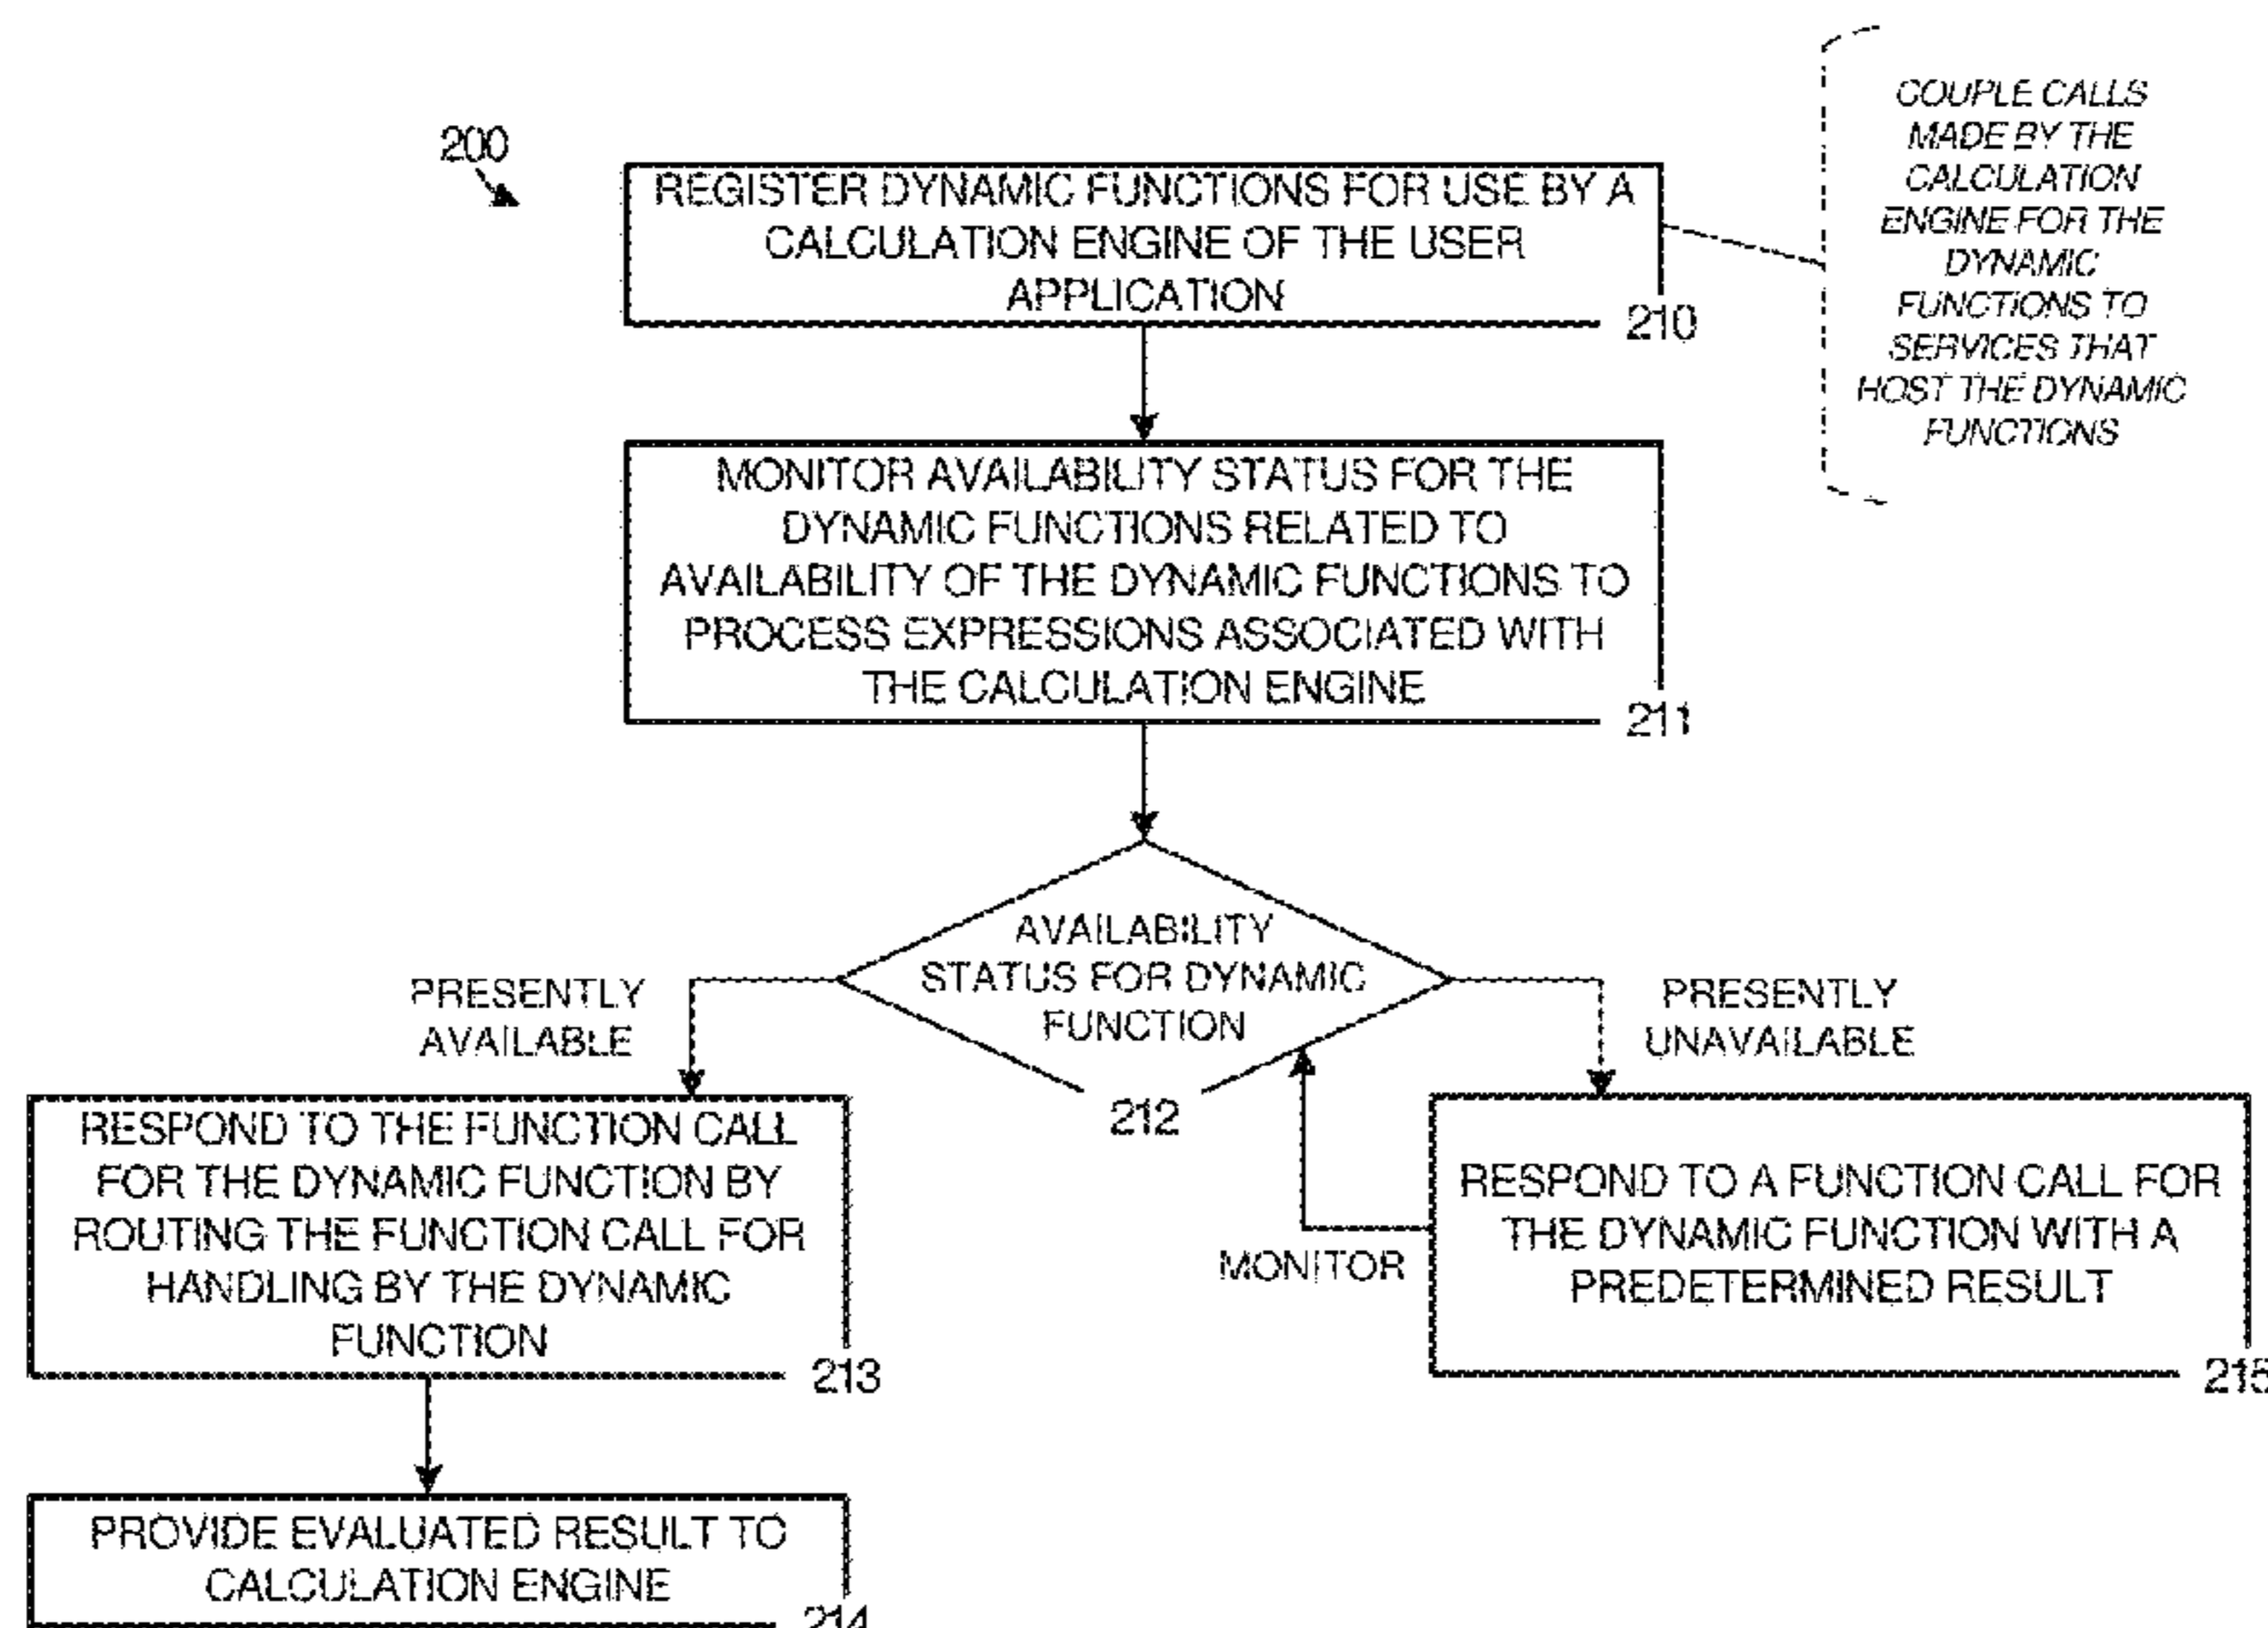 200
REGISTER DYNAMIC FUNCTIONS FOR USE BY A
CALCULATION ENGINE OF THE USER
APPLICATION
210
COUPLE CALLS
MADE BY THE
CALCULATION
ENGINE FOR THE
DYNAMIC
FUNCTIONS TO
SERVICES THAT
HOST THE DYNAMIC
FUNCTIONS
MONITOR AVAILABILITY STATUS FOR THE
DYNAMIC FUNCTIONS RELATED TO
AVAILABILITY OF THE DYNAMIC FUNCTIONS TO
PROCESS EXPRESSIONS ASSOCIATED WITH
THE CALCULATION ENGINE
211
AVAILABILITY
STATUS FOR DYNAMIC
FUNCTION
212
PRESENTLY
AVAILABLE
PRESENTLY
UNAVAILABLE
RESPOND TO THE FUNCTION CALL
FOR THE DYNAMIC FUNCTION BY
ROUTING THE FUNCTION CALL FOR
HANDLING BY THE DYNAMIC
FUNCTION
213
MONITOR
RESPOND TO A FUNCTION CALL FOR
THE DYNAMIC FUNCTION WITH A
PREDETERMINED RESULT
215
PROVIDE EVALUATED RESULT TO
CALCULATION ENGINE
214